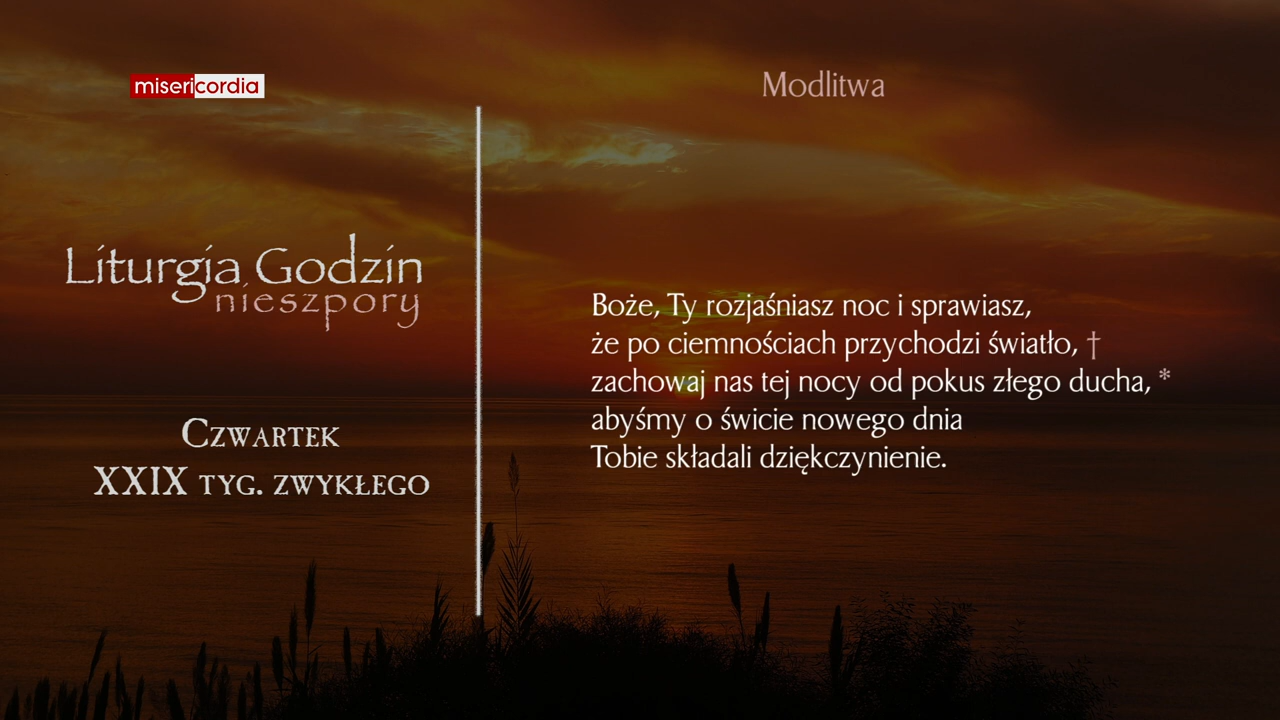 misericordia
Modlitwa
Liturgia Godzin
nieszpory
Czwartek
XXIX tyg. zwykłego
Boże, Ty rozjaśniasz noc i sprawiasz,
że po ciemnościach przychodzi światło, †
zachowaj nas tej nocy od pokus złego ducha, *
abyśmy o świcie nowego dnia
Tobie składali dziękczynienie.